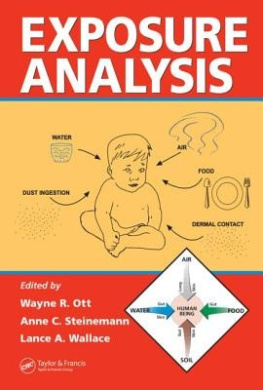 EXPOSURE
ANALYSIS
WATER
AIR
FOOD
DUST INGESTION
DERMAL CONTACT
Edited by
Wayne R. Ott
Anne C. Steinemann
Lance A. Wallace
AIR
WATER
HUMAN
BEING
FOOD
SOIL
Taylor & Francis